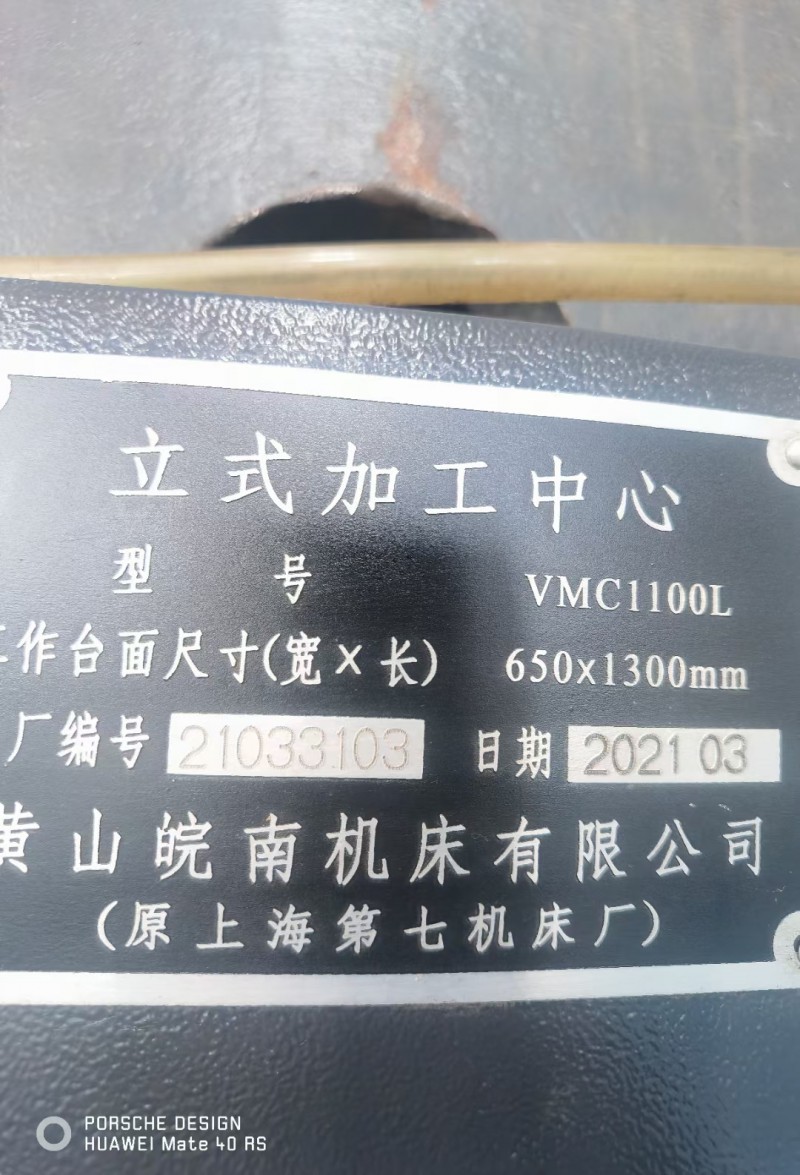 立式加工中心
型 号 VMC1100L
工作台面尺寸(宽×长) 650x1300mm
厂编号 21033103 日期 2021 03
黄山皖南机床有限公司
(原上海第七机床厂)
PORSCHE DESIGN
HUAWEI Mate 40 RS